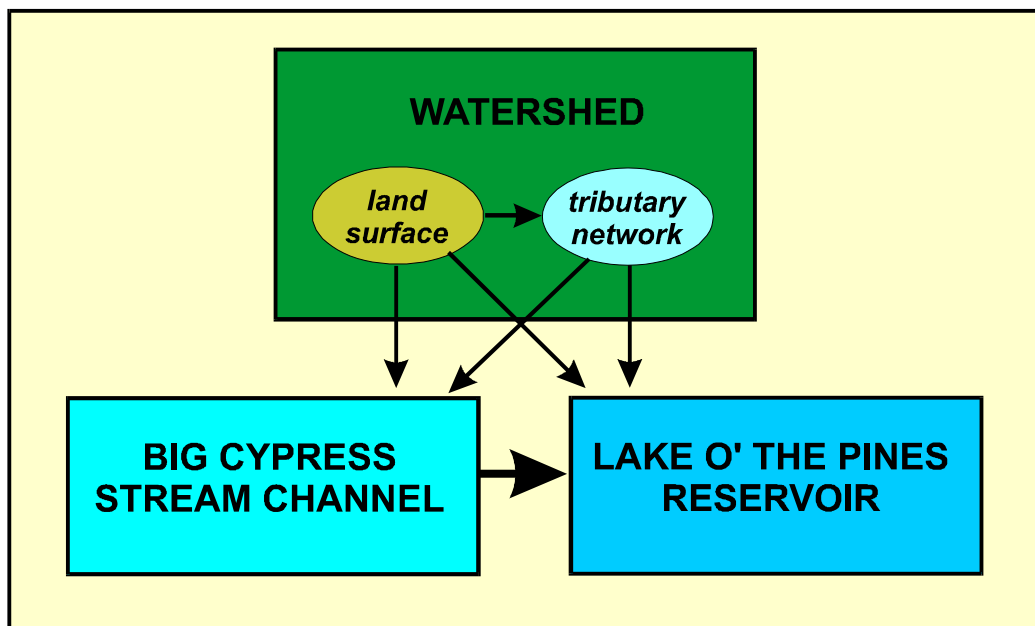 WATERSHED
land
surface
tributary
network
BIG CYPRESS
STREAM CHANNEL
LAKE O' THE PINES
RESERVOIR